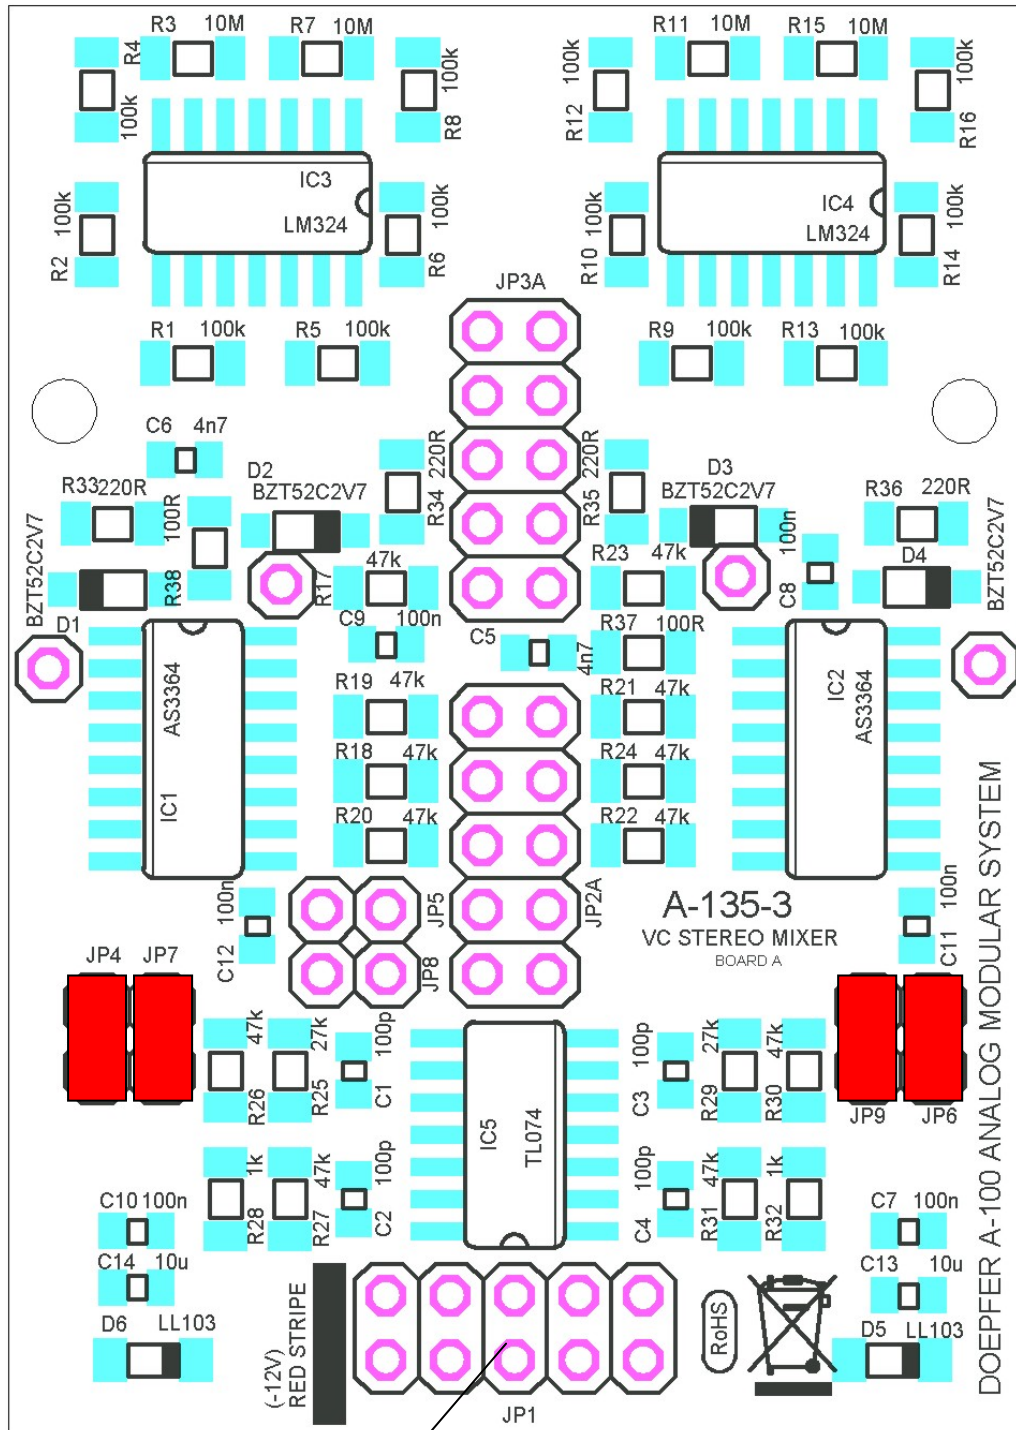 R3 10M
R7 10M
R4
100k
100k
R8
R11 10M
R15 10M
100k
R12
100k
R16
IC3
LM324
100k
R2
100k
R6
IC4
LM324
100k
R10
100k
R14
JP3A
R1 100k
R5 100k
R9 100k
R13 100k
C6 4n7
R33 220R
100R
R38
D2
BZT52C2V7
220R
R34
220R
R35
D3
BZT52C2V7
R36 220R
D4
BZT52C2V7
BZT52C2V7
D1
R17
47k
R23 47k
100n
C8
C9 100n
C5
4n7
R37 100R
AS3364
IC1
IC2
AS3364
R19 47k
R21 47k
R18 47k
R24 47k
R20 47k
R22 47k
100n
C12
JP5
JP8
JP2A
A-135-3
VC STEREO MIXER
BOARD A
100n
C11
JP4 JP7
JP9 JP6
47k
R26
27k
R25
100p
C1
100p
C3
27k
R29
47k
R30
IC5
TL074
1k
R28
47k
R27
100p
C2
100p
C4
47k
R31
1k
R32
C10 100n
C14 10u
D6 LL103
C7 100n
C13 10u
D5 LL103
(-12V)
RED STRIPE
JP1
RoHS
DOEPFER A-100 ANALOG MODULAR SYSTEM